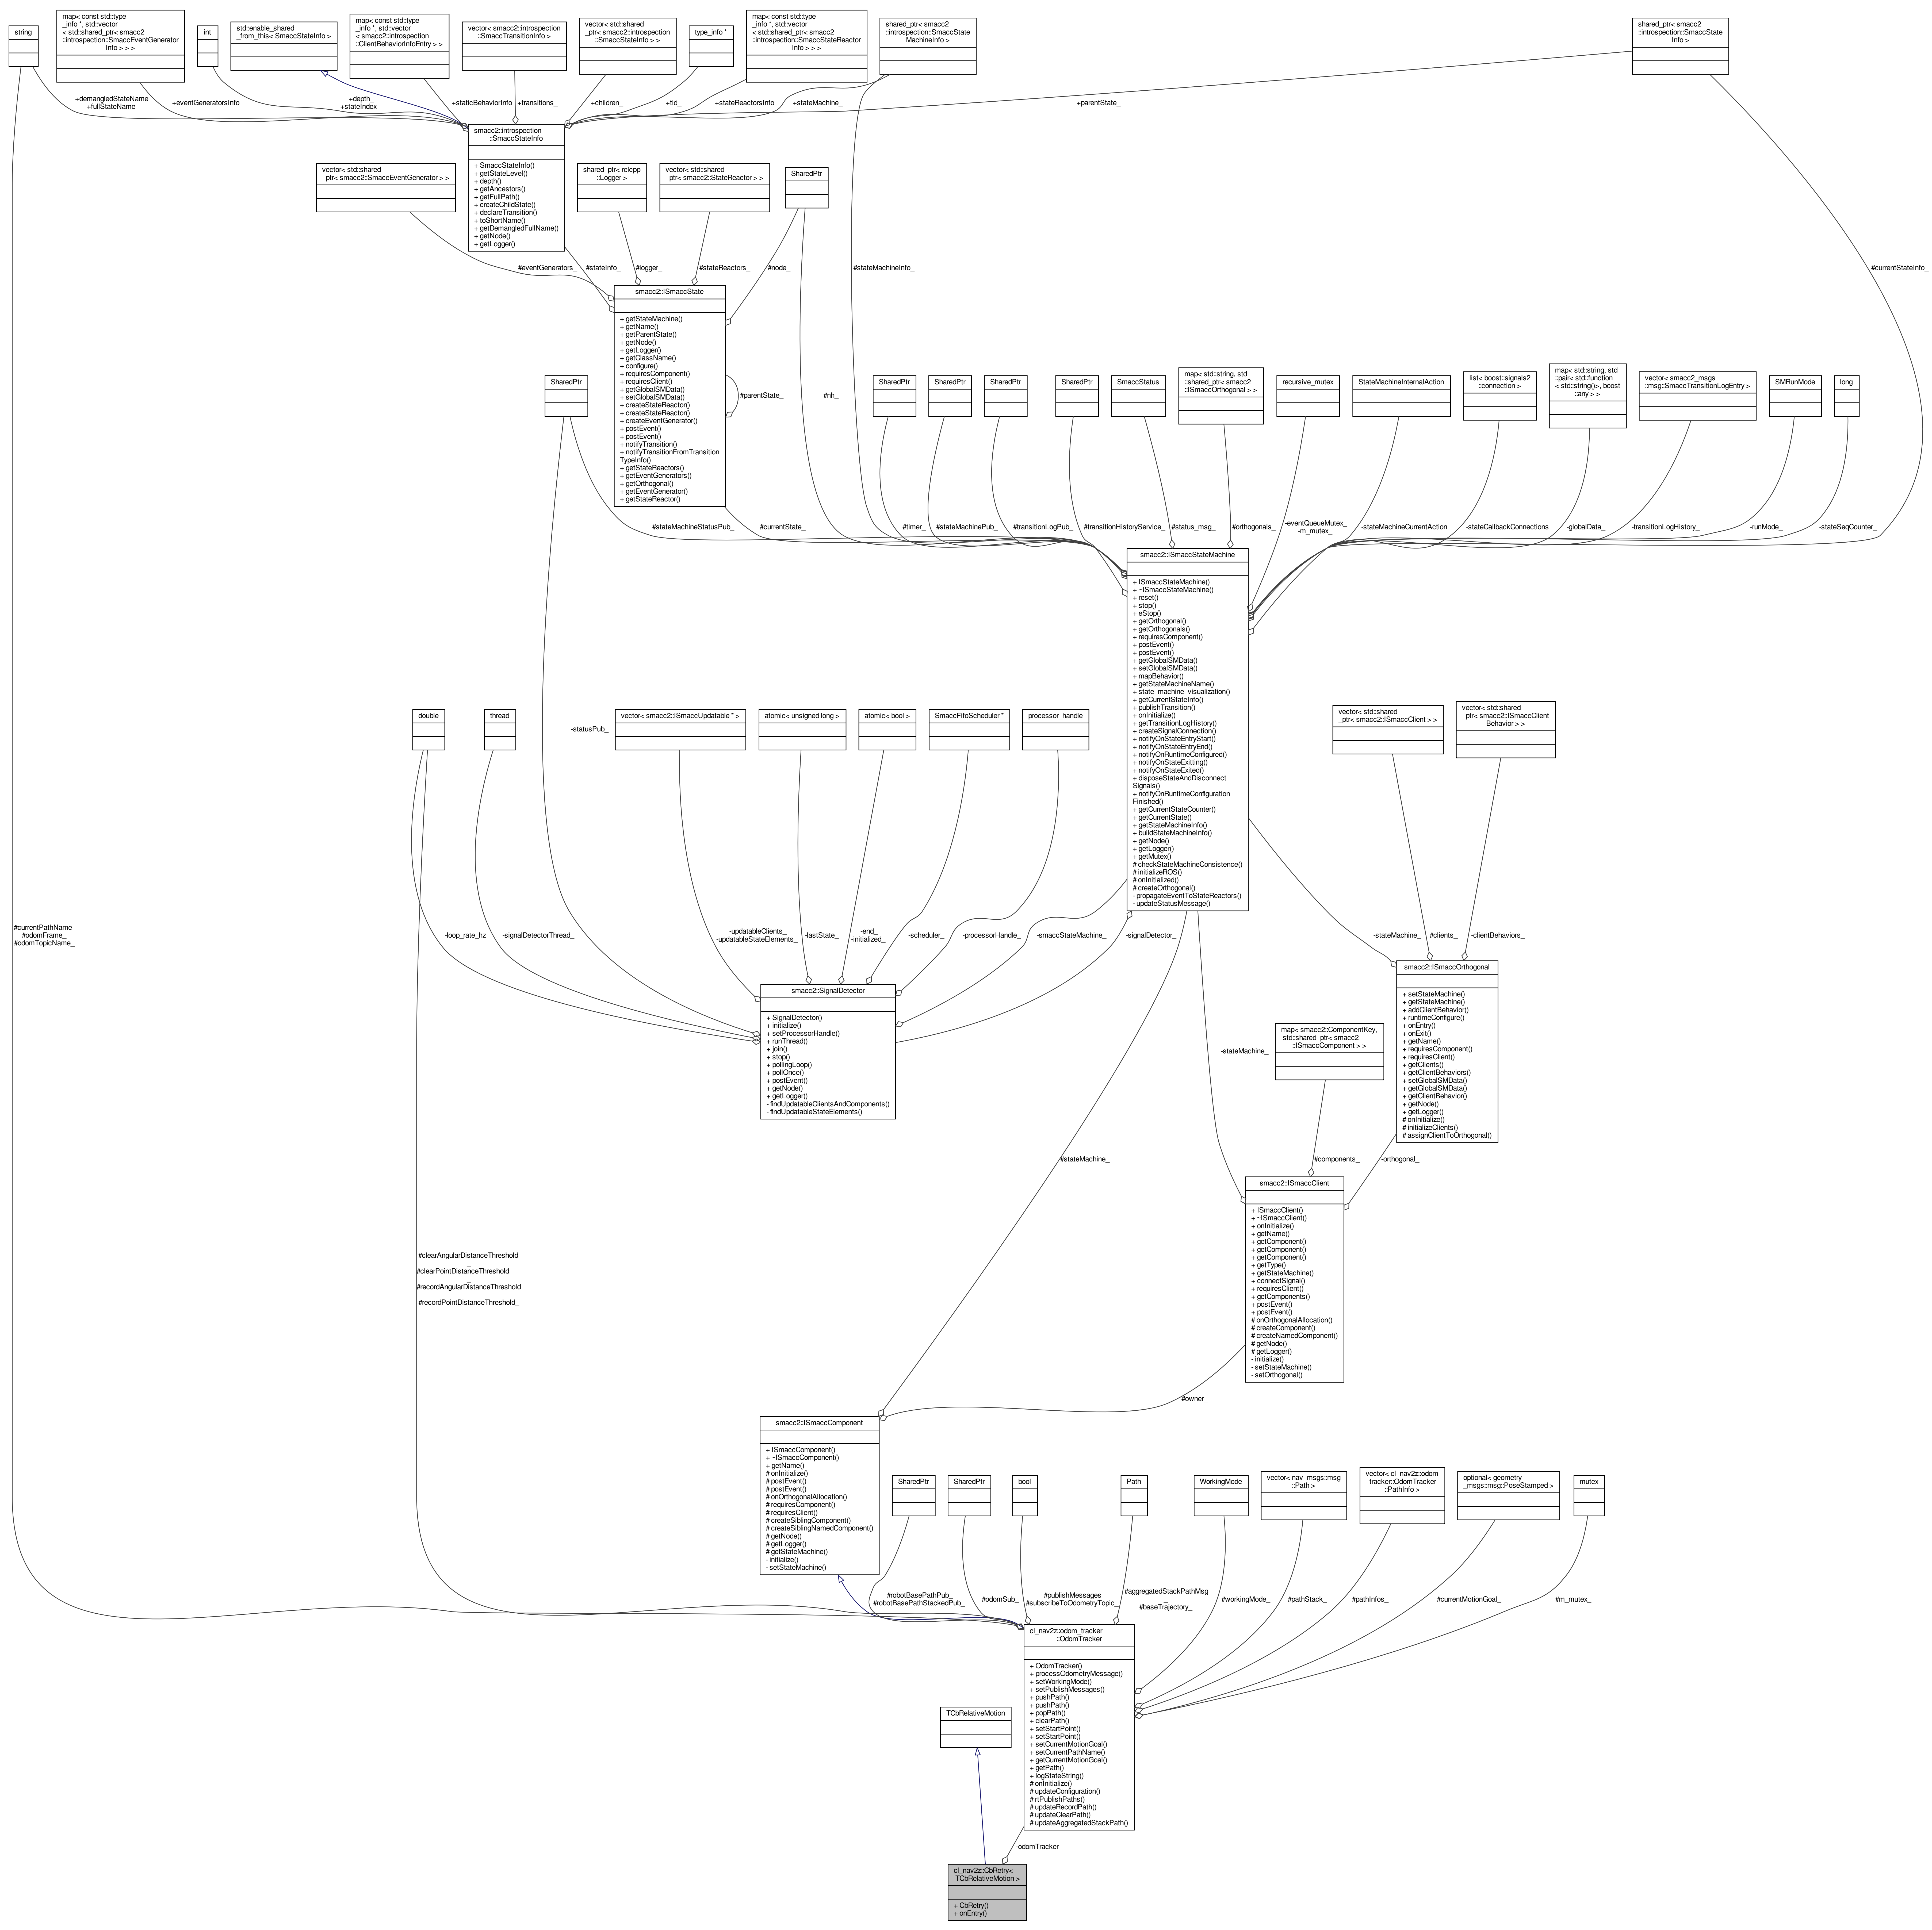 string
map< const std::type
_info *, std::vector
< std::shared_ptr< smacc2
::introspection::SmaccEventGenerator
Info > > >
int
std::enable_shared
_from_this< SmaccStateInfo >
map< const std::type
_info *, std::vector
< smacc2::introspection
::ClientBehaviorInfoEntry > >
vector< smacc2::introspection
::SmaccTransitionInfo >
vector< std::shared
_ptr< smacc2::introspection
::SmaccStateInfo > >
type_info *
map< const std::type
_info *, std::vector
< std::shared_ptr< smacc2
::introspection::SmaccStateReactor
Info > > >
shared_ptr< smacc2
::introspection::SmaccState
MachineInfo >
shared_ptr< smacc2
::introspection::SmaccState
Info >
+demangledStateName
+fullStateName
+eventGeneratorsInfo
+depth_
+stateIndex_
+staticBehaviorInfo
+transitions_
+children_
+tid_
+stateReactorsInfo
+stateMachine_
+parentState_
smacc2::introspection
::SmaccStateInfo
+ SmaccStateInfo()
+ getStateLevel()
+ depth()
+ getAncestors()
+ getFullPath()
+ createChildState()
+ declareTransition()
+ toShortName()
+ getDemangledFullName()
+ getNode()
+ getLogger()
vector< std::shared
_ptr< smacc2::SmaccEventGenerator > >
shared_ptr< rclcpp
::Logger >
vector< std::shared
_ptr< smacc2::StateReactor > >
SharedPtr
#eventGenerators_
#stateInfo_
#logger_
#stateReactors_
#node_
#stateMachineInfo_
#currentStateInfo_
smacc2::ISmaccState
+ getStateMachine()
+ getName()
+ getParentState()
+ getNode()
+ getLogger()
+ getClassName()
+ configure()
+ requiresComponent()
+ requiresClient()
+ getGlobalSMData()
+ setGlobalSMData()
+ createStateReactor()
+ createStateReactor()
+ createEventGenerator()
+ postEvent()
+ postEvent()
+ notifyTransition()
+ notifyTransitionFromTransition
TypeInfo()
+ getStateReactors()
+ getEventGenerators()
+ getOrthogonal()
+ getEventGenerator()
+ getStateReactor()
#parentState_
#nh_
SharedPtr
SharedPtr
SharedPtr
SharedPtr
SharedPtr
SmaccStatus
map< std::string, std
::shared_ptr< smacc2
::ISmaccOrthogonal > >
recursive_mutex
StateMachineInternalAction
list< boost::signals2
::connection >
map< std::string, std
::pair< std::function
< std::string()>, boost
::any > >
vector< smacc2_msgs
::msg::SmaccTransitionLogEntry >
SMRunMode
long
#stateMachineStatusPub_
#currentState_
#timer_
#stateMachinePub_
#transitionLogPub_
#transitionHistoryService_
#status_msg_
#orthogonals_
-eventQueueMutex_
-m_mutex_
-stateMachineCurrentAction
-stateCallbackConnections
-globalData_
-transitionLogHistory_
-runMode_
-stateSeqCounter_
smacc2::ISmaccStateMachine
+ ISmaccStateMachine()
+ ~ISmaccStateMachine()
+ reset()
+ stop()
+ eStop()
+ getOrthogonal()
+ getOrthogonals()
+ requiresComponent()
+ postEvent()
+ postEvent()
+ getGlobalSMData()
+ setGlobalSMData()
+ mapBehavior()
+ getStateMachineName()
+ state_machine_visualization()
+ getCurrentStateInfo()
+ publishTransition()
+ onInitialize()
+ getTransitionLogHistory()
+ createSignalConnection()
+ notifyOnStateEntryStart()
+ notifyOnStateEntryEnd()
+ notifyOnRuntimeConfigured()
+ notifyOnStateExitting()
+ notifyOnStateExited()
+ disposeStateAndDisconnect
Signals()
+ notifyOnRuntimeConfiguration
Finished()
+ getCurrentStateCounter()
+ getCurrentState()
+ getStateMachineInfo()
+ buildStateMachineInfo()
+ getNode()
+ getLogger()
+ getMutex()
# checkStateMachineConsistence()
# initializeROS()
# onInitialized()
# createOrthogonal()
- propagateEventToStateReactors()
- updateStatusMessage()
double
thread
-statusPub_
vector< smacc2::ISmaccUpdatable * >
atomic< unsigned long >
atomic< bool >
SmaccFifoScheduler *
processor_handle
vector< std::shared
_ptr< smacc2::ISmaccClient > >
vector< std::shared
_ptr< smacc2::ISmaccClient
Behavior > >
#currentPathName_
#odomFrame_
#odomTopicName_
-loop_rate_hz
-signalDetectorThread_
-updatableClients_
-updatableStateElements_
-lastState_
-end_
-initialized_
-scheduler_
-processorHandle_
-smaccStateMachine_
-signalDetector_
-stateMachine_
#clients_
-clientBehaviors_
smacc2::SignalDetector
+ SignalDetector()
+ initialize()
+ setProcessorHandle()
+ runThread()
+ join()
+ stop()
+ pollingLoop()
+ pollOnce()
+ postEvent()
+ getNode()
+ getLogger()
- findUpdatableClientsAndComponents()
- findUpdatableStateElements()
smacc2::ISmaccOrthogonal
+ setStateMachine()
+ getStateMachine()
+ addClientBehavior()
+ runtimeConfigure()
+ onEntry()
+ onExit()
+ getName()
+ requiresComponent()
+ requiresClient()
+ getClients()
+ getClientBehaviors()
+ setGlobalSMData()
+ getGlobalSMData()
+ getClientBehavior()
+ getNode()
+ getLogger()
# onInitialize()
# initializeClients()
# assignClientToOrthogonal()
-stateMachine_
map< smacc2::ComponentKey,
std::shared_ptr< smacc2
::ISmaccComponent > >
#stateMachine_
#components_
-orthogonal_
smacc2::ISmaccClient
+ ISmaccClient()
+ ~ISmaccClient()
+ onInitialize()
+ getName()
+ getComponent()
+ getComponent()
+ getComponent()
+ getType()
+ getStateMachine()
+ connectSignal()
+ requiresClient()
+ getComponents()
+ postEvent()
+ postEvent()
# onOrthogonalAllocation()
# createComponent()
# createNamedComponent()
# getNode()
# getLogger()
- initialize()
- setStateMachine()
- setOrthogonal()
#clearAngularDistanceThreshold
_
#clearPointDistanceThreshold
_
#recordAngularDistanceThreshold
_
#recordPointDistanceThreshold_
#owner_
smacc2::ISmaccComponent
+ ISmaccComponent()
+ ~ISmaccComponent()
+ getName()
# onInitialize()
# postEvent()
# postEvent()
# onOrthogonalAllocation()
# requiresComponent()
# requiresClient()
# createSiblingComponent()
# createSiblingNamedComponent()
# getNode()
# getLogger()
# getStateMachine()
- initialize()
- setStateMachine()
SharedPtr
SharedPtr
bool
Path
WorkingMode
vector< nav_msgs::msg
::Path >
vector< cl_nav2z::odom
_tracker::OdomTracker
::PathInfo >
optional< geometry
_msgs::msg::PoseStamped >
mutex
#robotBasePathPub_
#robotBasePathStackedPub_
#odomSub_
#publishMessages
#subscribeToOdometryTopic_
#aggregatedStackPathMsg
_
#baseTrajectory_
#workingMode_
#pathStack_
#pathInfos_
#currentMotionGoal_
#m_mutex_
cl_nav2z::odom_tracker
::OdomTracker
+ OdomTracker()
+ processOdometryMessage()
+ setWorkingMode()
+ setPublishMessages()
+ pushPath()
+ pushPath()
+ popPath()
+ clearPath()
+ setStartPoint()
+ setStartPoint()
+ setCurrentMotionGoal()
+ setCurrentPathName()
+ getCurrentMotionGoal()
+ getPath()
+ logStateString()
# onInitialize()
# updateConfiguration()
# rtPublishPaths()
# updateRecordPath()
# updateClearPath()
# updateAggregatedStackPath()
TCbRelativeMotion
-odomTracker_
cl_nav2z::CbRetry<
TCbRelativeMotion >
+ CbRetry()
+ onEntry()